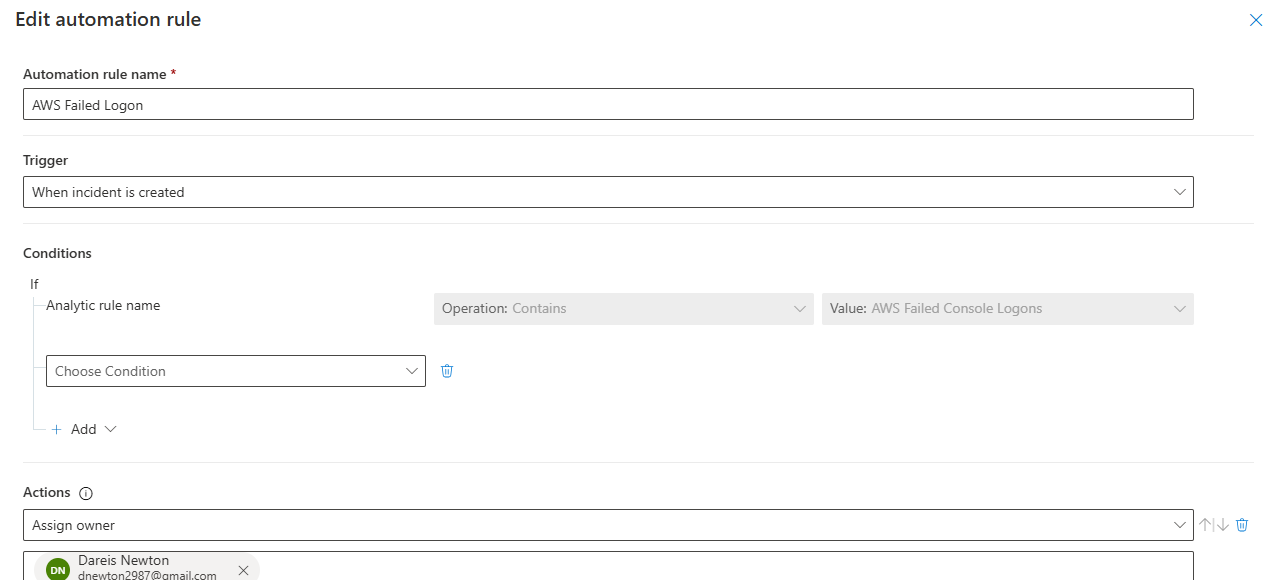 Edit automation rule
Automation rule name *
AWS Failed Logon
Trigger
When incident is created
Conditions
If
Analytic rule name
Operation: Contains
Value: AWS Failed Console Logons
Choose Condition
+ Add
Actions
Assign owner
DN
Dareis Newton
dnewton2987@gmail.com